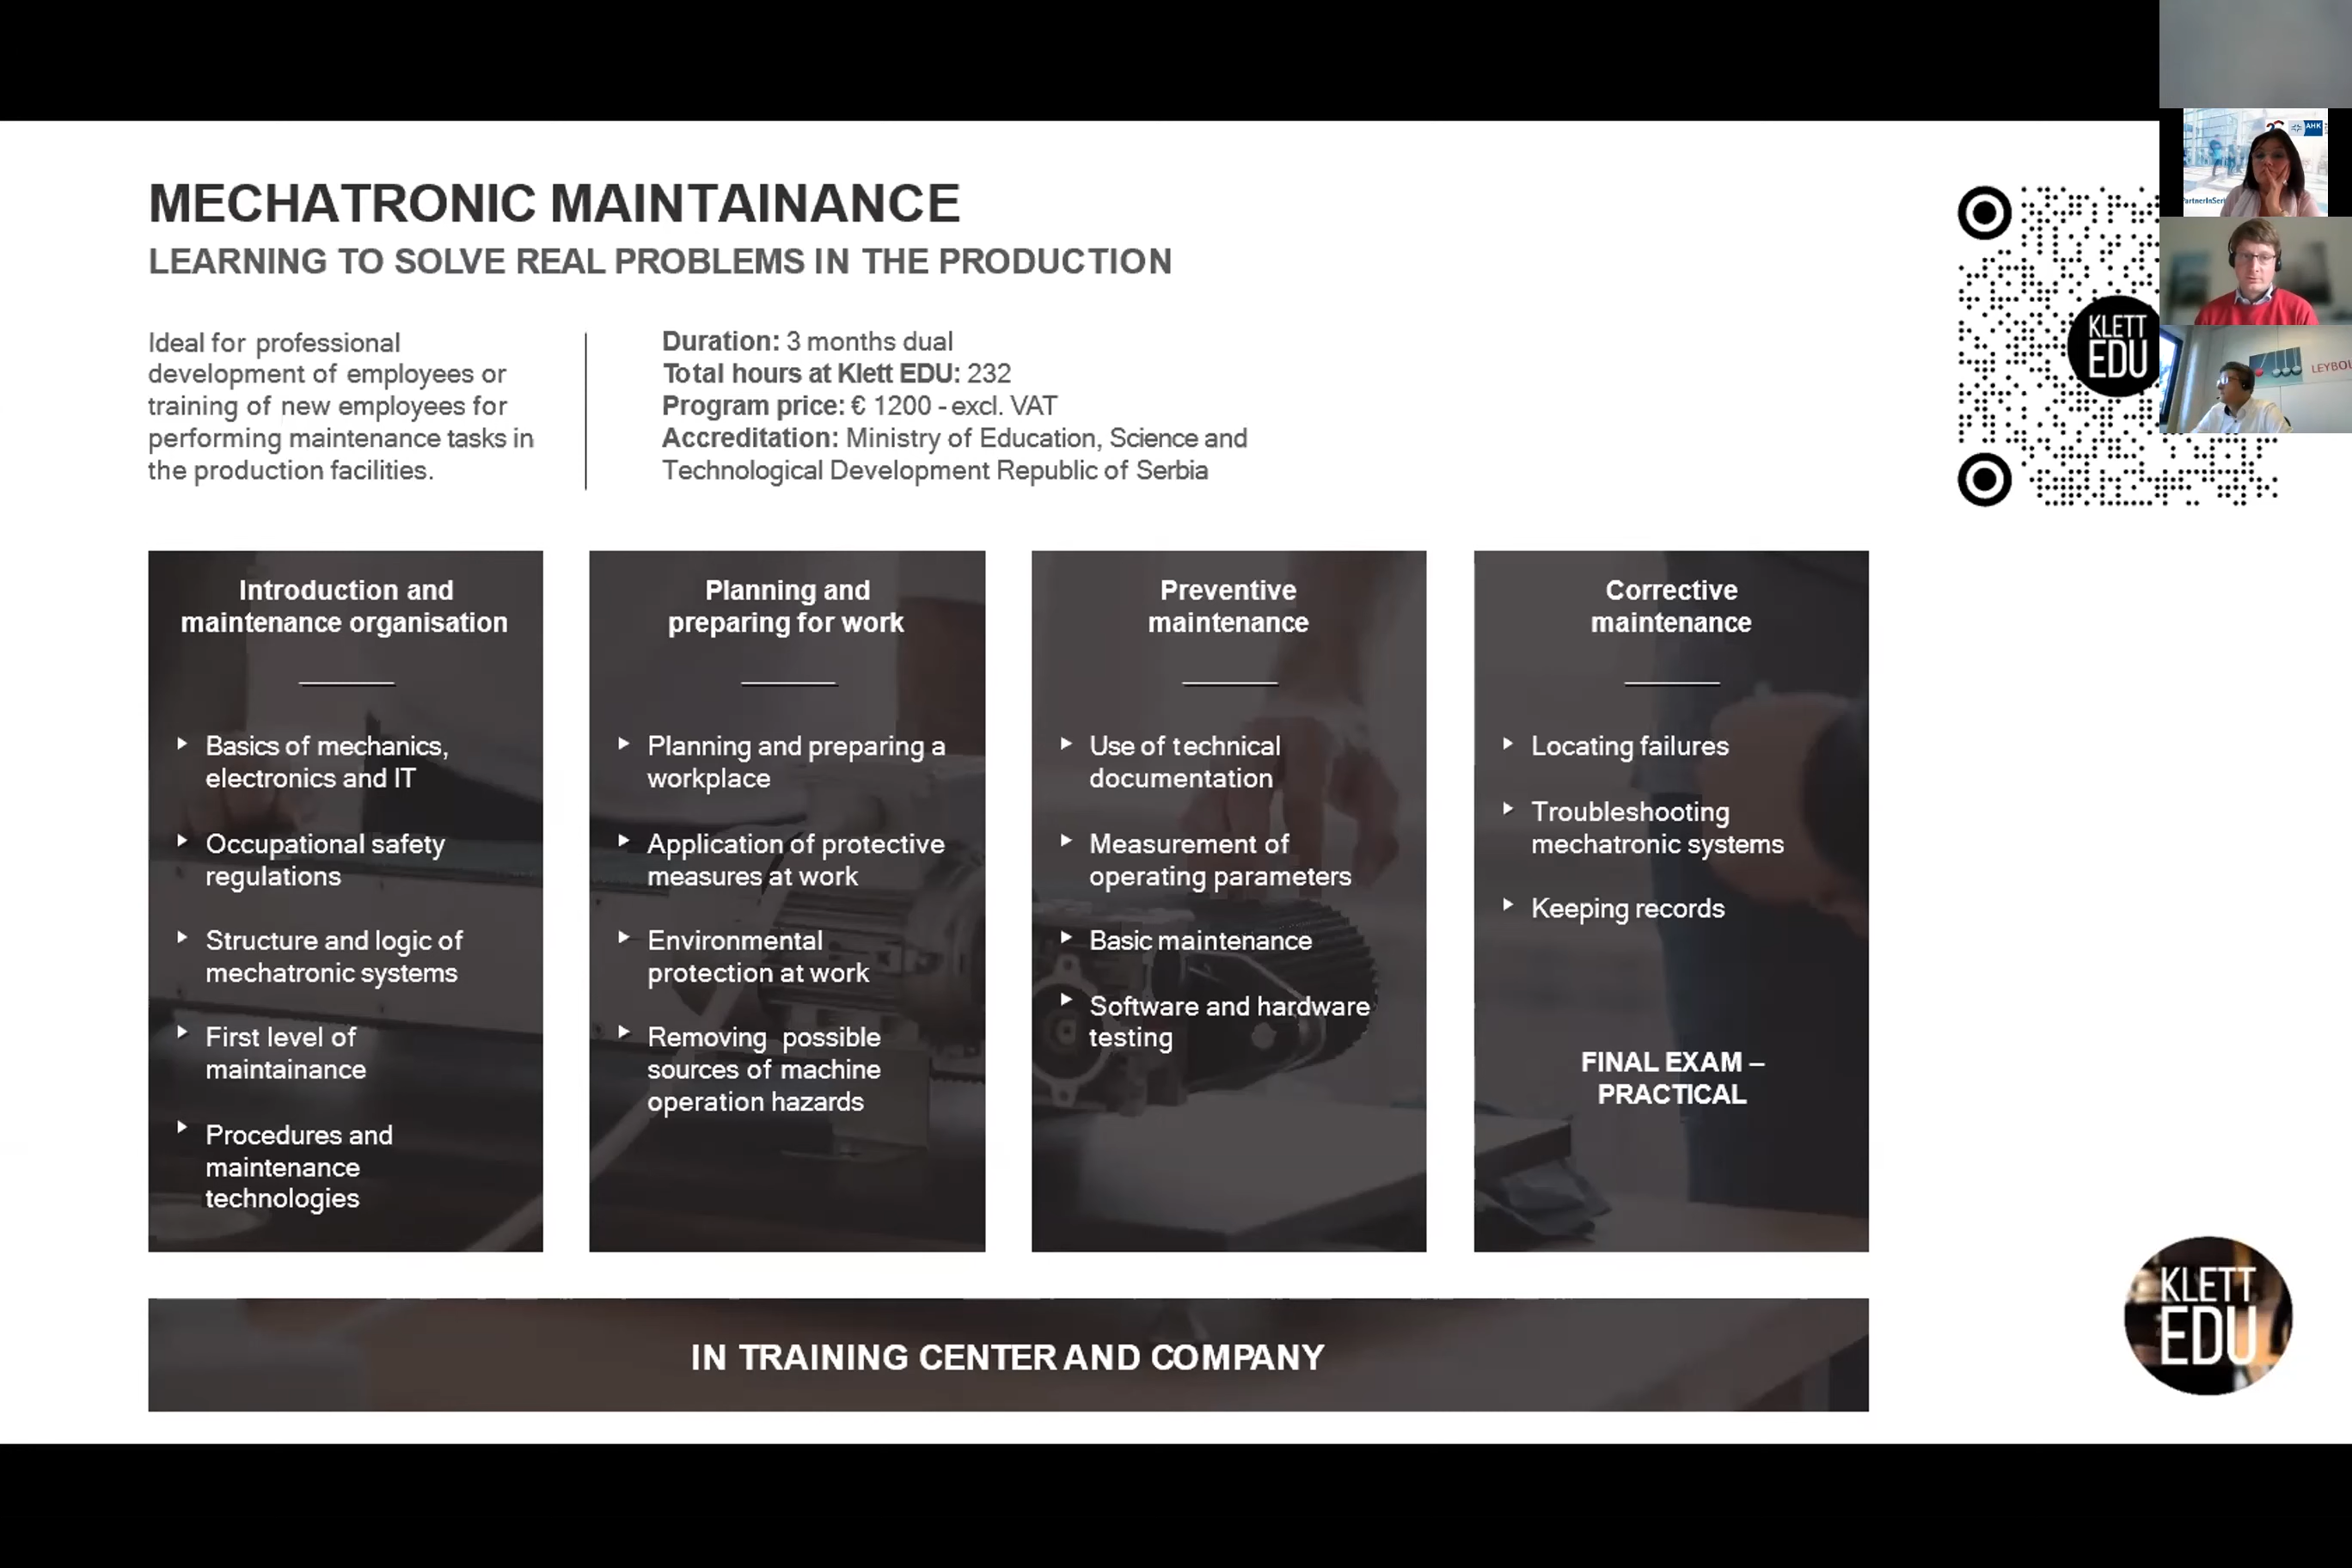 MECHATRONIC MAINTAINANCE
LEARNING TO SOLVE REAL PROBLEMS IN THE PRODUCTION
Ideal for professional
development of employees or
training of new employees for
performing maintenance tasks in
the production facilities.
Duration: 3 months dual
Total hours at Klett EDU: 232
Program price: € 1200 - excl. VAT
Accreditation: Ministry of Education, Science and
Technological Development Republic of Serbia
KLETT
EDU
AHK
LEYBOL
Introduction and
maintenance organisation
Basics of mechanics,
electronics and IT
Occupational safety
regulations
Structure and logic of
mechatronic systems
First level of
maintainance
Procedures and
maintenance
technologies
Planning and
preparing for work
Planning and preparing a
workplace
Application of protective
measures at work
Environmental
protection at work
Removing possible
sources of machine
operation hazards
Preventive
maintenance
Use of technical
documentation
Measurement of
operating parameters
Basic maintenance
Software and hardware
testing
Corrective
maintenance
Locating failures
Troubleshooting
mechatronic systems
Keeping records
FINAL EXAM –
PRACTICAL
IN TRAINING CENTER AND COMPANY
KLETT
EDU